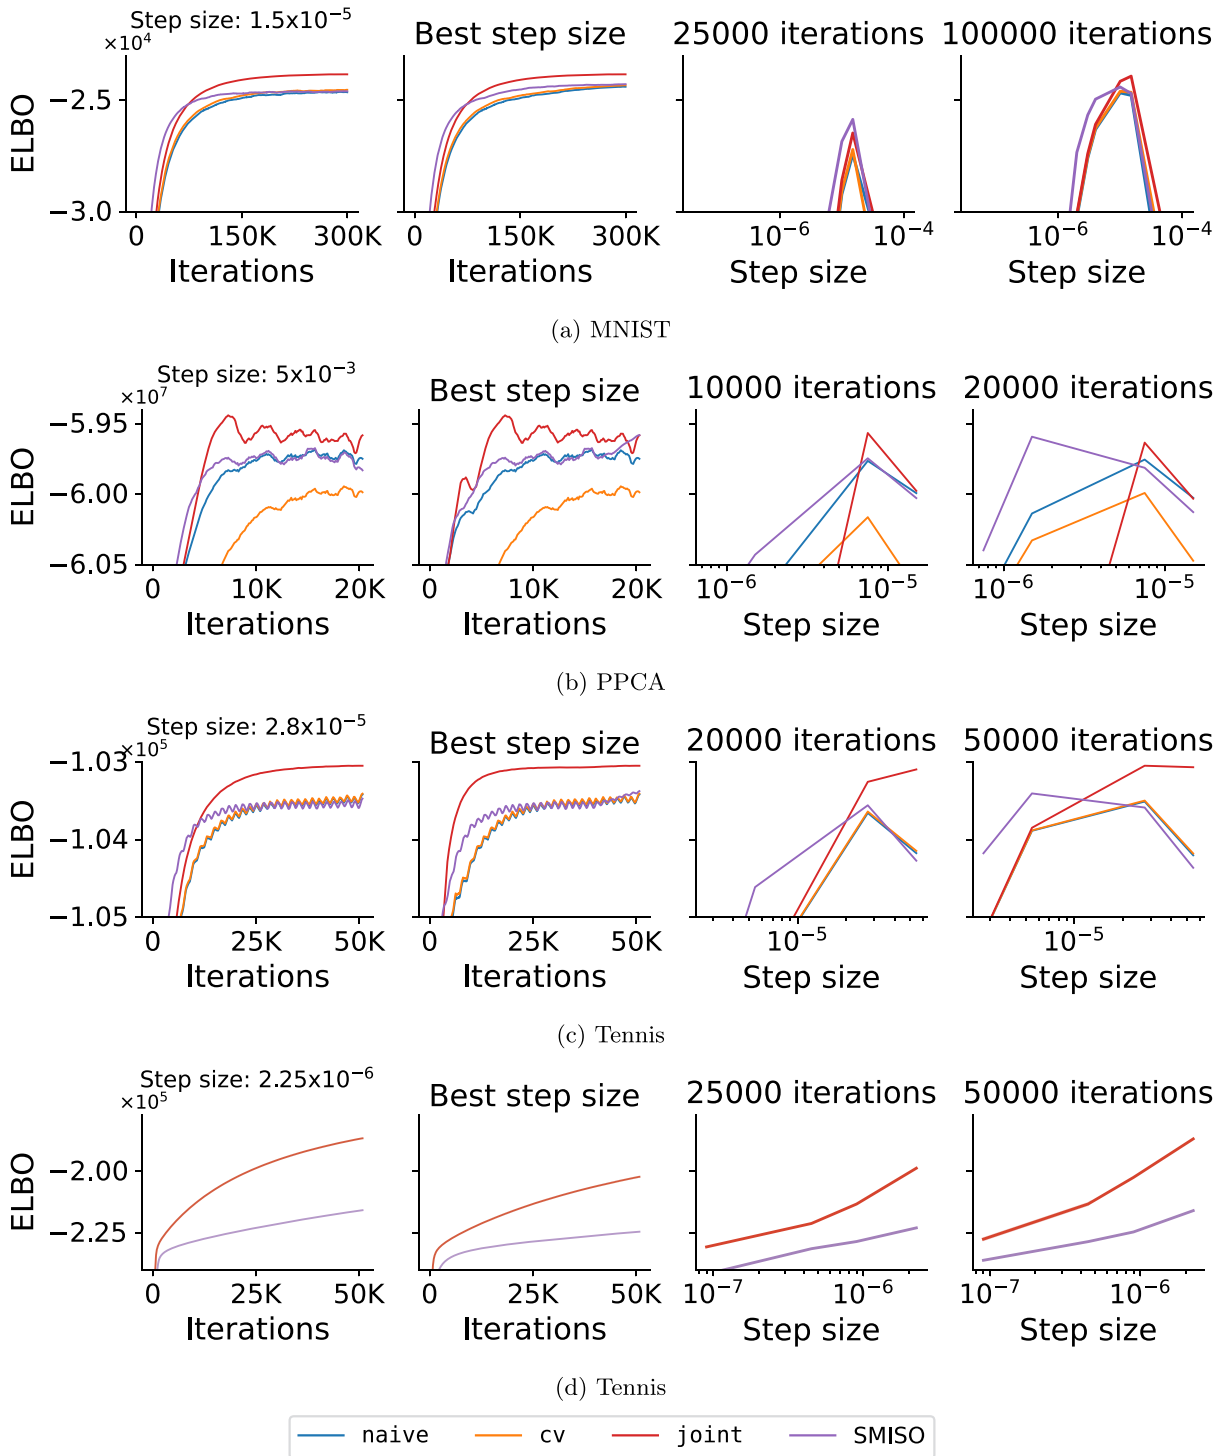 Step size: 1.5x10⁻⁵
×10⁴
Best step size
25000 iterations
100000 iterations
ELBO
−2.5
−3.0
0 150K 300K
0 150K 300K
10⁻⁶ 10⁻⁴
10⁻⁶ 10⁻⁴
Iterations
Iterations
Step size
Step size
(a) MNIST
Step size: 5x10⁻³
×10⁷
Best step size
10000 iterations
20000 iterations
ELBO
−5.95
−6.00
−6.05
0 10K 20K
0 10K 20K
10⁻⁶ 10⁻⁵
10⁻⁶ 10⁻⁵
Iterations
Iterations
Step size
Step size
(b) PPCA
Step size: 2.8x10⁻⁵
×10⁵
Best step size
20000 iterations
50000 iterations
ELBO
−1.03
−1.04
−1.05
0 25K 50K
0 25K 50K
10⁻⁵
10⁻⁵
Iterations
Iterations
Step size
Step size
(c) Tennis
Step size: 2.25x10⁻⁶
×10⁵
Best step size
25000 iterations
50000 iterations
ELBO
−2.00
−2.25
0 25K 50K
0 25K 50K
10⁻⁷ 10⁻⁶
10⁻⁷ 10⁻⁶
Iterations
Iterations
Step size
Step size
(d) Tennis
naive cv joint SMISO